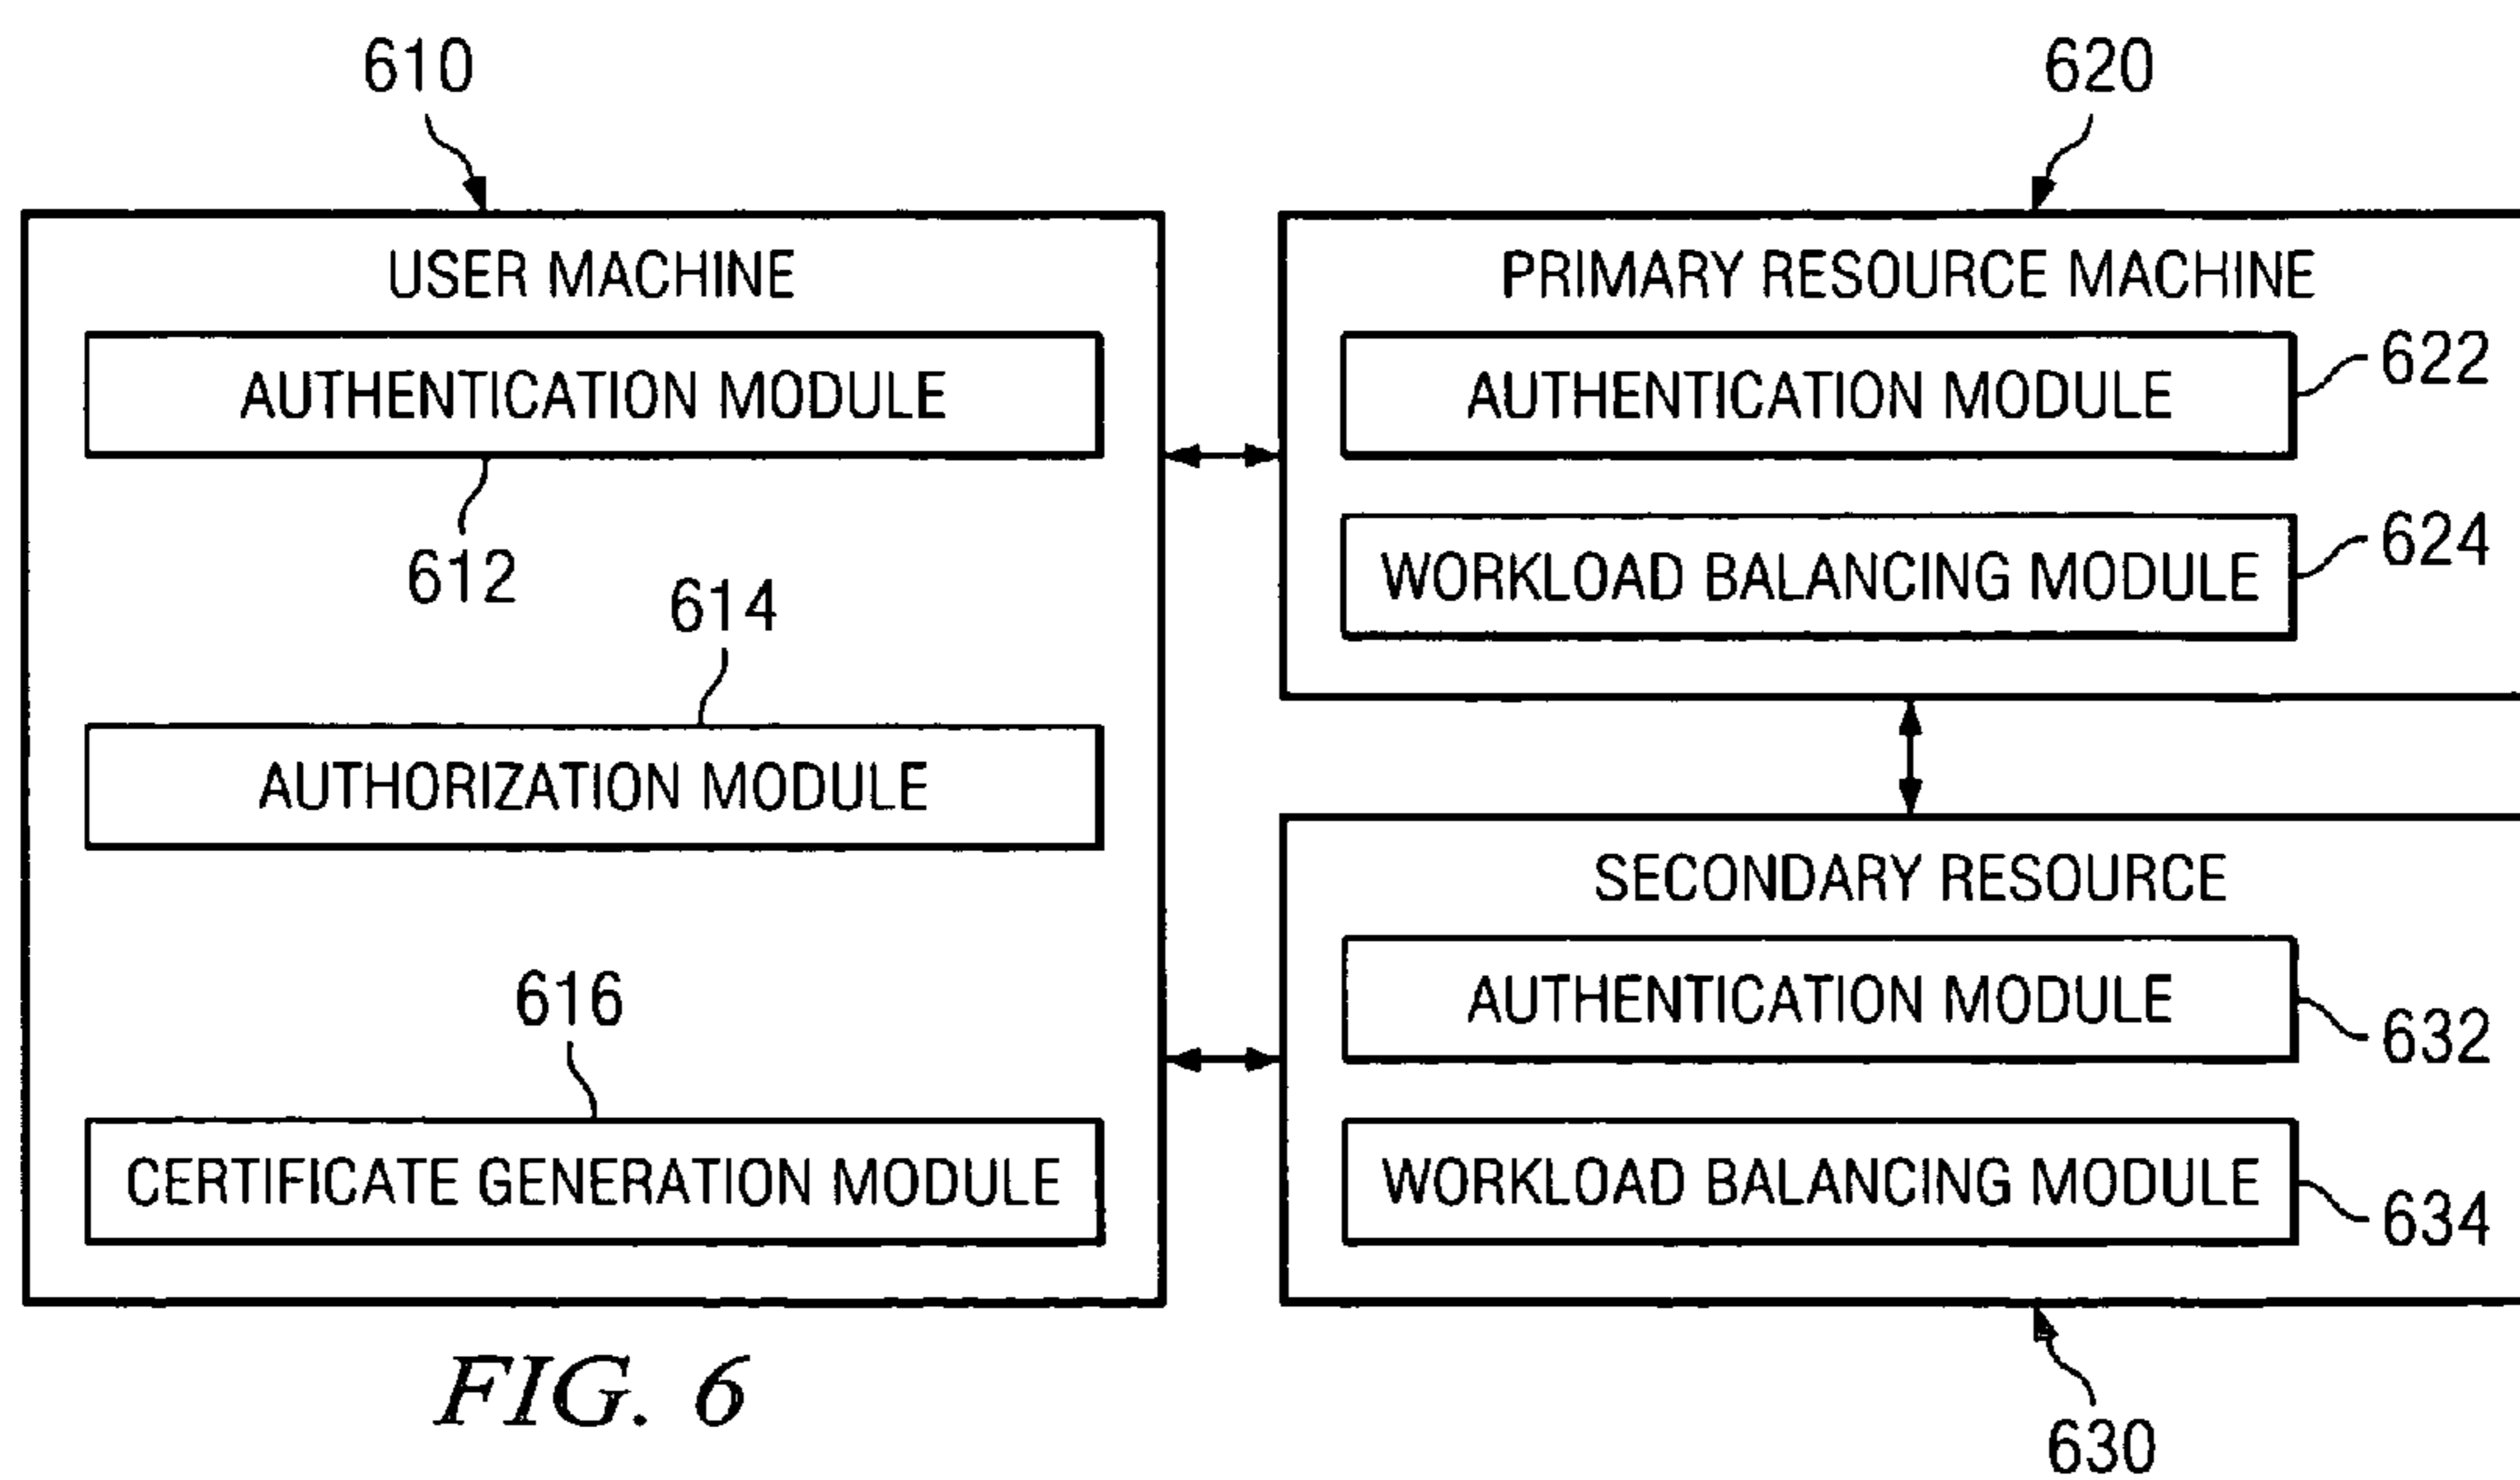 610
620
USER MACHINE
AUTHENTICATION MODULE
612
614
AUTHORIZATION MODULE
616
CERTIFICATE GENERATION MODULE
PRIMARY RESOURCE MACHINE
AUTHENTICATION MODULE
622
WORKLOAD BALANCING MODULE
624
SECONDARY RESOURCE
AUTHENTICATION MODULE
632
WORKLOAD BALANCING MODULE
634
630
FIG. 6